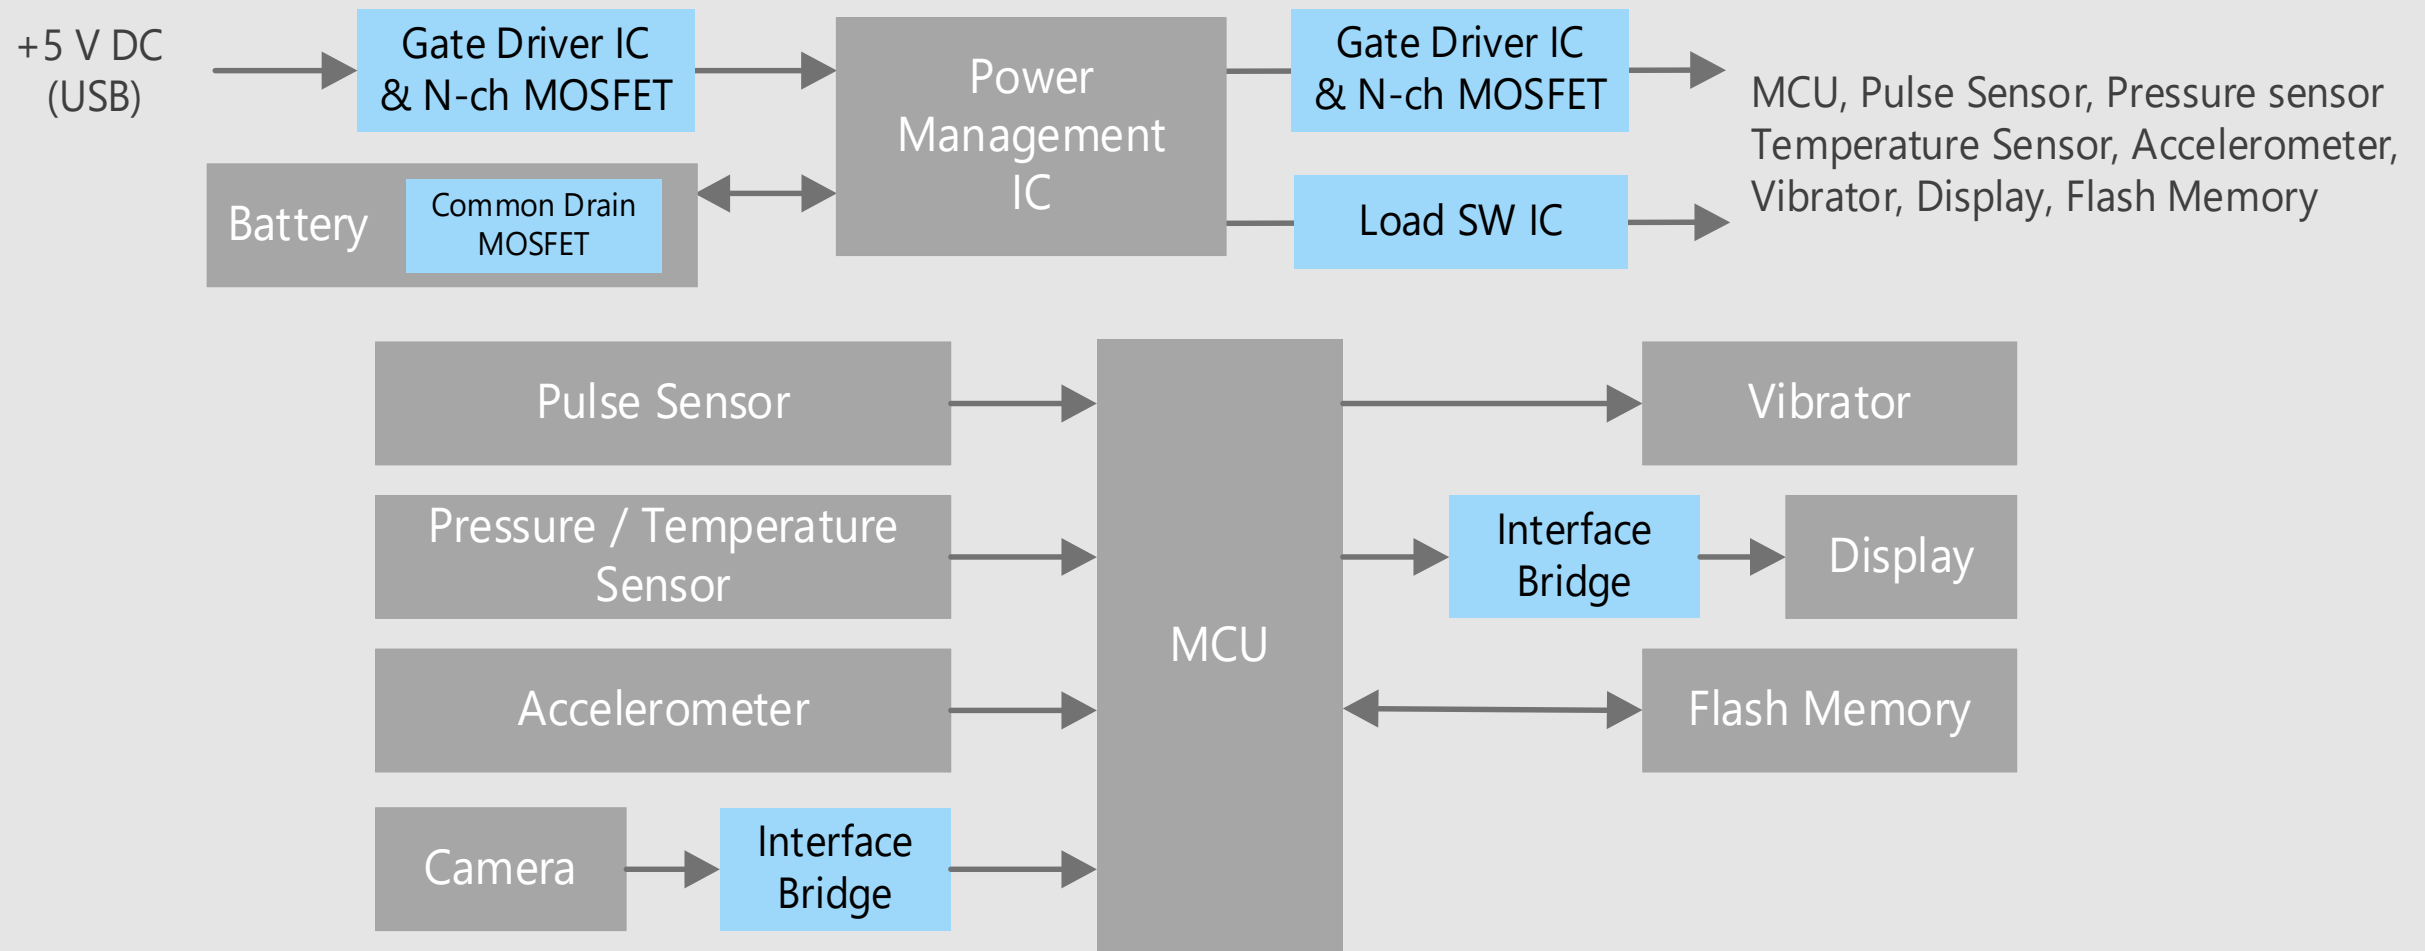 +5 V DC
(USB)
Gate Driver IC
& N-ch MOSFET
Power
Management
IC
Gate Driver IC
& N-ch MOSFET
MCU, Pulse Sensor, Pressure sensor
Temperature Sensor, Accelerometer,
Vibrator, Display, Flash Memory
Battery
Common Drain
MOSFET
Load SW IC
Pulse Sensor
Pressure / Temperature
Sensor
Accelerometer
Camera
Interface
Bridge
MCU
Vibrator
Interface
Bridge
Display
Flash Memory